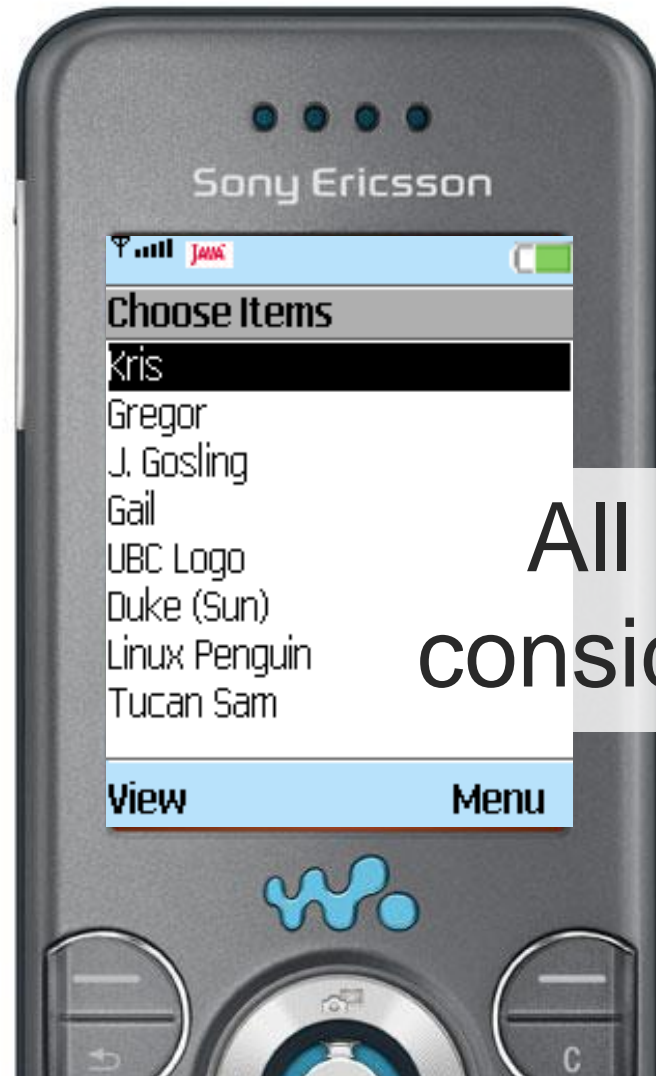 Sony Ericsson
JAVA
Choose Items
Kris
Gregor
J. Gosling
Gail
UBC Logo
Duke (Sun)
Linux Penguin
Tucan Sam
All
View Menu
C